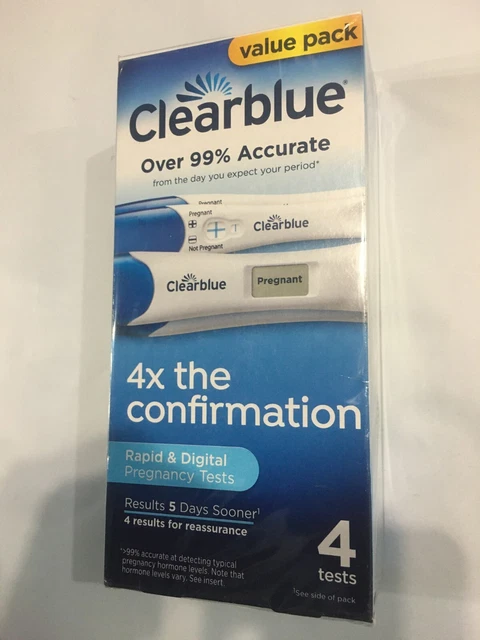 value pack
Clearblue®
Over 99% Accurate
from the day you expect your period*
Pregnant
Pregnant
Clearblue
Not Pregnant
Clearblue
Pregnant
4x the
confirmation
Rapid & Digital
Pregnancy Tests
Results 5 Days Sooner¹
4 results for reassurance
4
tests
*>99% accurate at detecting typical
pregnancy hormone levels. Note that
hormone levels vary. See insert.
¹See side of pack